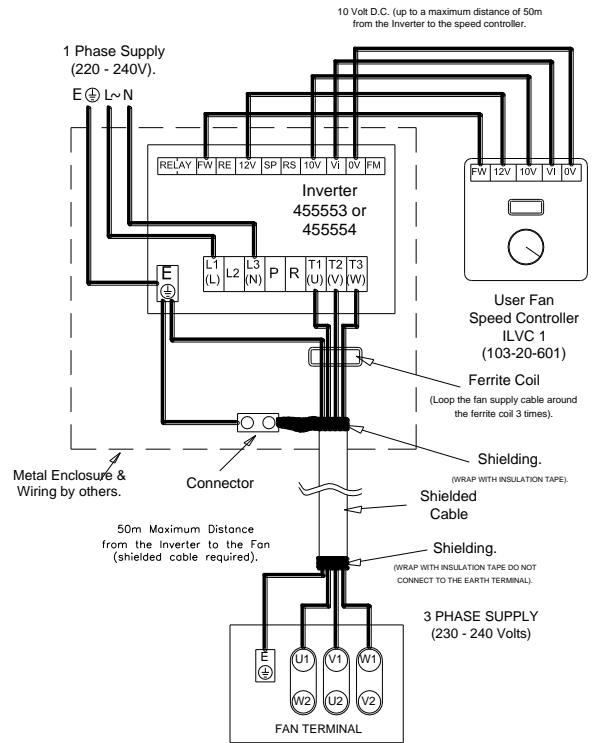 10 Volt D.C. (up to a maximum distance of 50m
from the Inverter to the speed controller.
1 Phase Supply
(220 - 240V).
E L~ N
RELAY FW RE 12V SP RS 10V Vi 0V FM
FW 12V 10V VI 0V
Inverter
455553 or
455554
E
L1 (L) L2 L3 (N) P R T1 (U) T2 (V) T3 (W)
User Fan
Speed Controller
ILVC 1
(103-20-601)
Ferrite Coil
(Loop the fan supply cable around
the ferrite coil 3 times).
Metal Enclosure &
Wiring by others.
Connector
Shielding.
(WRAP WITH INSULATION TAPE).
Shielded
Cable
50m Maximum Distance
from the Inverter to the Fan
(shielded cable required).
Shielding.
(WRAP WITH INSULATION TAPE DO NOT
CONNECT TO THE EARTH TERMINAL).
3 PHASE SUPPLY
(230 - 240 Volts)
E U1 V1 W1
W2 U2 V2
FAN TERMINAL